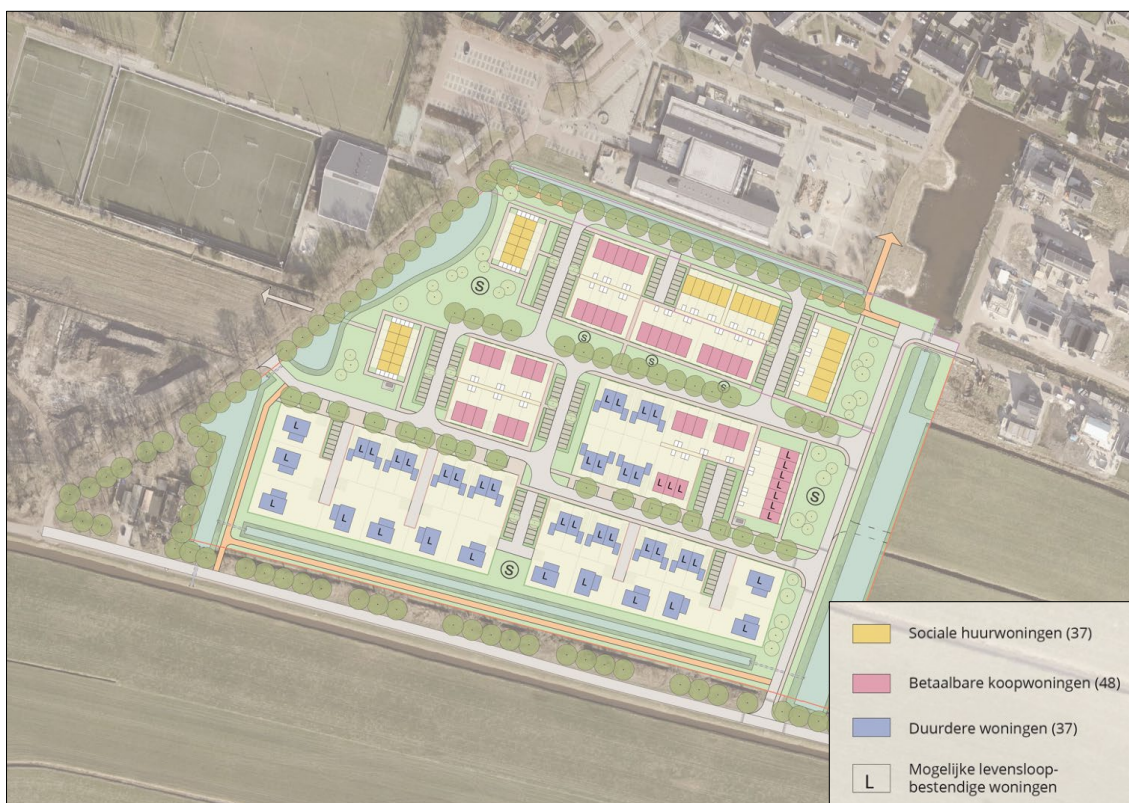 S
S
S
S
L L
L L
L
L L
L L
L
L L
L L
L
L
L
L
L
L
L L
L L
L L L
L
L L
L L
S
L
L
L
L
L
L L
L L
L L
L L
S
L
L
L
L
L
L
Sociale huurwoningen (37)
Betaalbare koopwoningen (48)
Duurdere woningen (37)
L
Mogelijke levensloop-
bestendige woningen